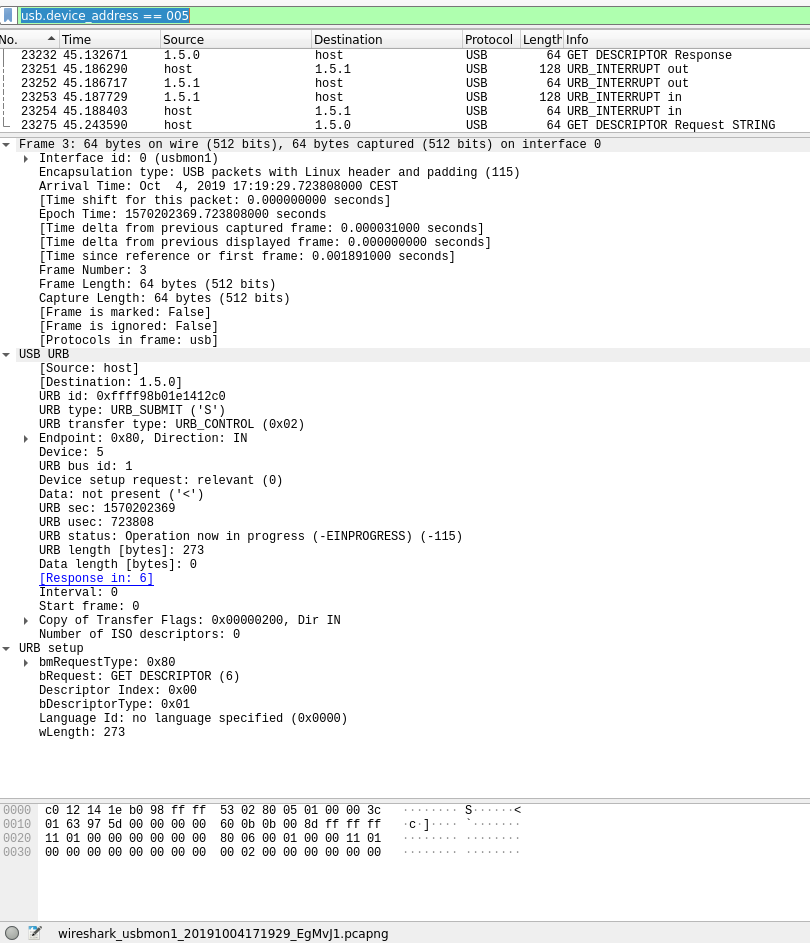 usb.device_address == 005
No. Time Source Destination Protocol Length Info
23232 45.132671 1.5.0 host USB 64 GET DESCRIPTOR Response
23251 45.186290 host 1.5.1 USB 128 URB_INTERRUPT out
23252 45.186717 1.5.1 host USB 64 URB_INTERRUPT out
23253 45.187729 1.5.1 host USB 128 URB_INTERRUPT in
23254 45.188403 host 1.5.1 USB 64 URB_INTERRUPT in
23275 45.243590 host 1.5.0 USB 64 GET DESCRIPTOR Request STRING
Frame 3: 64 bytes on wire (512 bits), 64 bytes captured (512 bits) on interface 0
Interface id: 0 (usbmon1)
Encapsulation type: USB packets with Linux header and padding (115)
Arrival Time: Oct  4, 2019 17:19:29.723808000 CEST
[Time shift for this packet: 0.000000000 seconds]
Epoch Time: 1570202369.723808000 seconds
[Time delta from previous captured frame: 0.000031000 seconds]
[Time delta from previous displayed frame: 0.000000000 seconds]
[Time since reference or first frame: 0.001891000 seconds]
Frame Number: 3
Frame Length: 64 bytes (512 bits)
Capture Length: 64 bytes (512 bits)
[Frame is marked: False]
[Frame is ignored: False]
[Protocols in frame: usb]
USB URB
[Source: host]
[Destination: 1.5.0]
URB id: 0xffff98b01e1412c0
URB type: URB_SUBMIT ('S')
URB transfer type: URB_CONTROL (0x02)
Endpoint: 0x80, Direction: IN
Device: 5
URB bus id: 1
Device setup request: relevant (0)
Data: not present ('<')
URB sec: 1570202369
URB usec: 723808
URB status: Operation now in progress (-EINPROGRESS) (-115)
URB length [bytes]: 273
Data length [bytes]: 0
[Response in: 6]
Interval: 0
Start frame: 0
Copy of Transfer Flags: 0x00000200, Dir IN
Number of ISO descriptors: 0
URB setup
bmRequestType: 0x80
bRequest: GET DESCRIPTOR (6)
Descriptor Index: 0x00
bDescriptorType: 0x01
Language Id: no language specified (0x0000)
wLength: 273
0000 c0 12 14 1e b0 98 ff ff 53 02 80 05 01 00 00 3c ········ S······<
0010 01 63 97 5d 00 00 00 00 60 0b 0b 00 8d ff ff ff ·c·]···· `·······
0020 11 01 00 00 00 00 00 00 80 06 00 01 00 00 11 01 ········ ········
0030 00 00 00 00 00 00 00 00 00 02 00 00 00 00 00 00 ········ ········
wireshark_usbmon1_20191004171929_EgMvJ1.pcapng